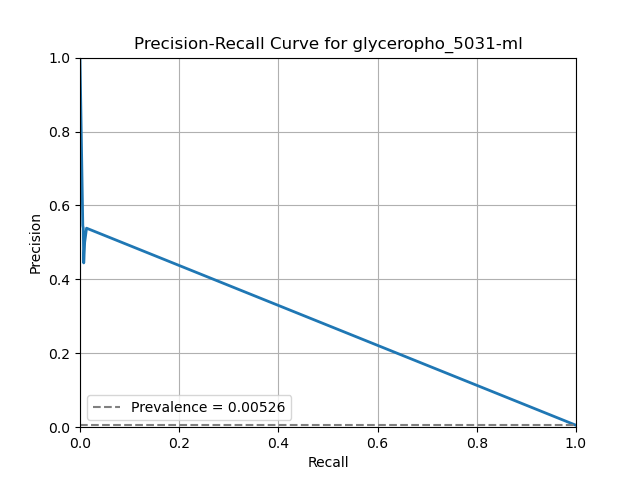 Precision-Recall Curve for glyceropho_5031-ml
Precision
1.0
0.8
0.6
0.4
0.2
0.0
Prevalence = 0.00526
0.0 0.2 0.4 0.6 0.8 1.0
Recall